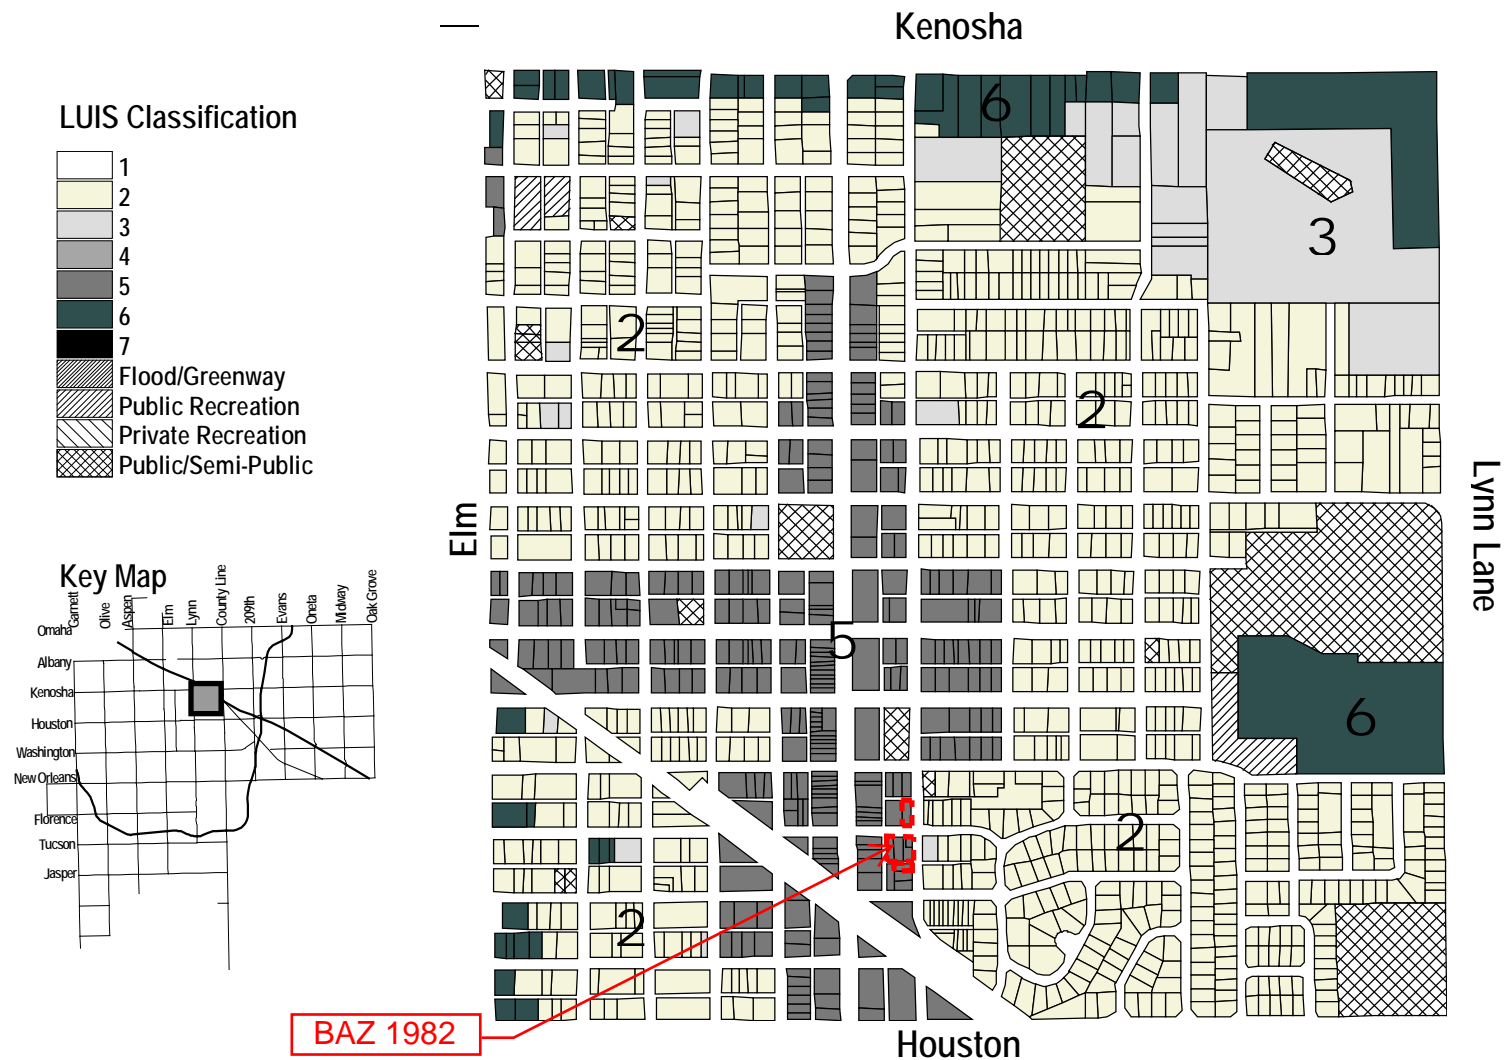 Kenosha
LUIS Classification
1
2
3
4
5
6
7
Flood/Greenway
Public Recreation
Private Recreation
Public/Semi-Public
6
3
2
2
Elm
Lynn Lane
5
6
2
2
Key Map
Garnett
Olive
Aspen
Elm
Lynn
County Line
209th
Evans
Oneta
Midway
Oak Grove
Omaha
Albany
Kenosha
Houston
Washington
New Orleans
Florence
Tucson
Jasper
BAZ 1982
Houston